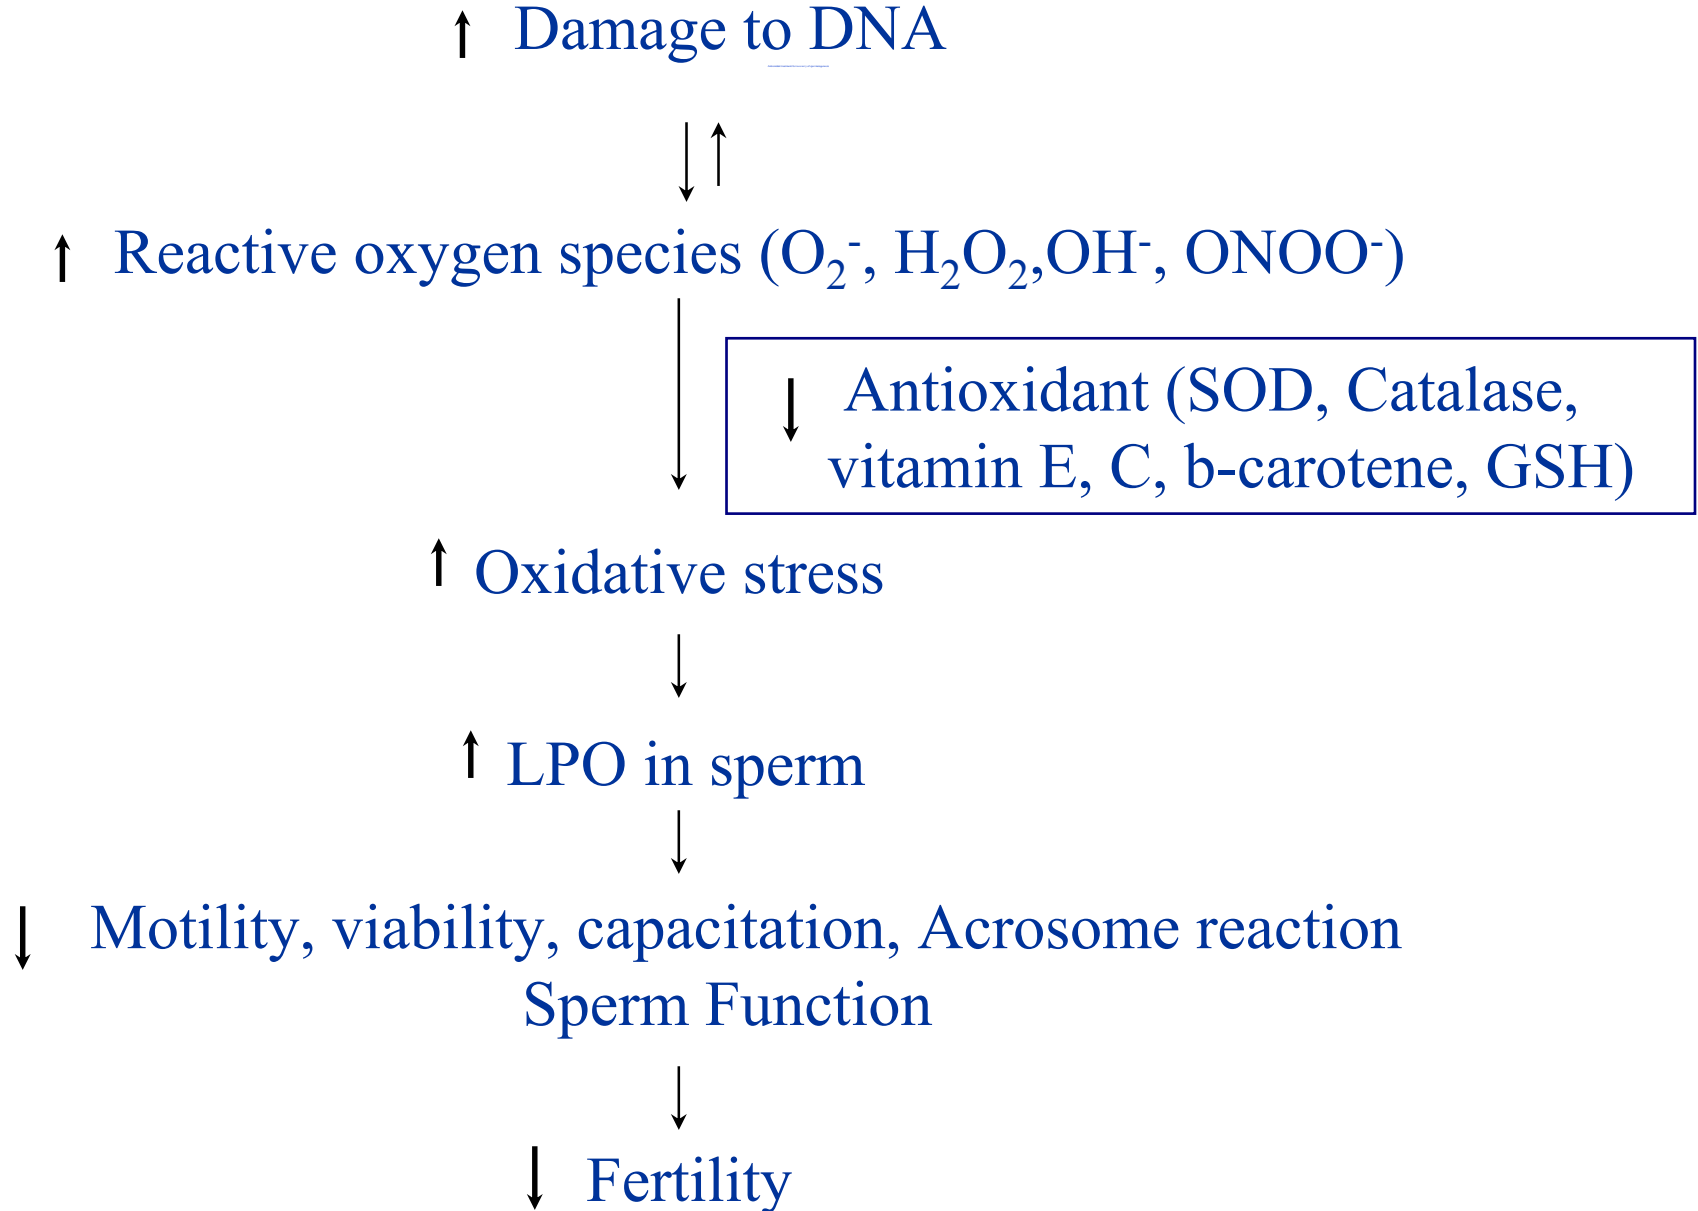 ↑ Damage to DNA
↓↑
↑ Reactive oxygen species (O₂⁻, H₂O₂,OH⁻, ONOO⁻)
↓ Antioxidant (SOD, Catalase,
vitamin E, C, b-carotene, GSH)
↑ Oxidative stress
↑ LPO in sperm
↓ Motility, viability, capacitation, Acrosome reaction
Sperm Function
↓ Fertility